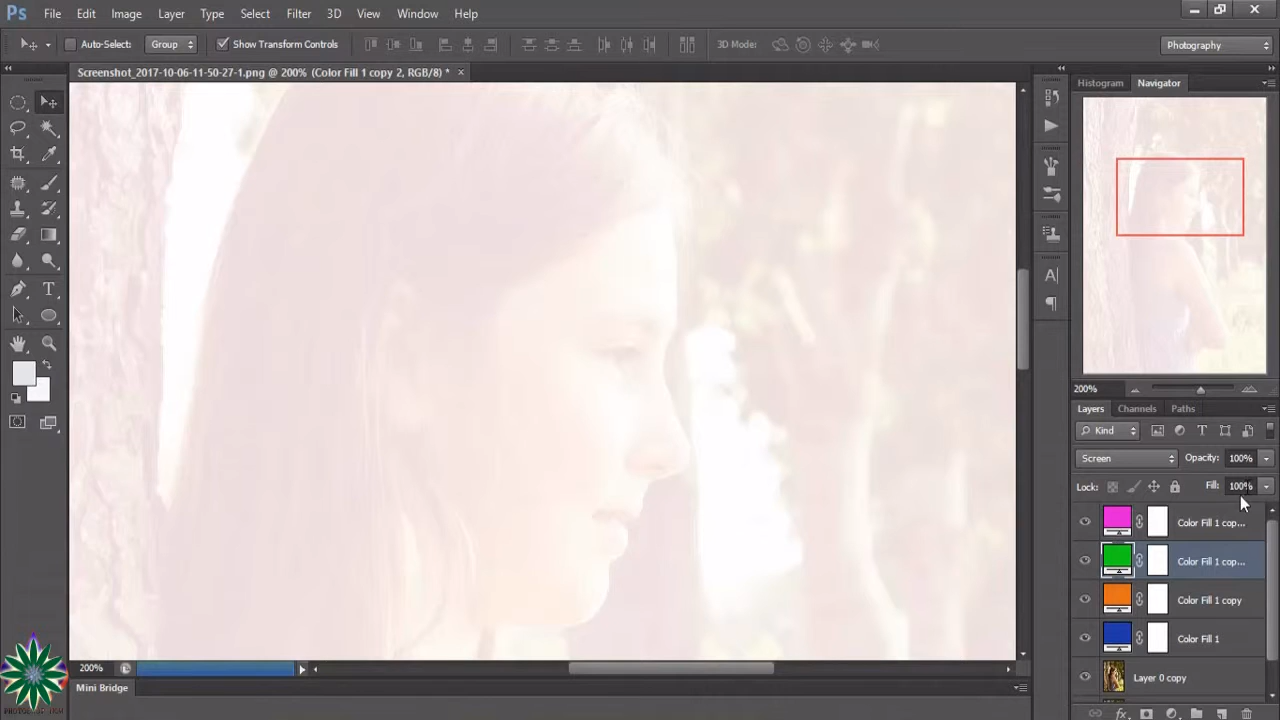 Ps File Edit Image Layer Type Select Filter 3D View Window Help
Auto-Select: Group Show Transform Controls 3D Mode: Photography
Screenshot_2017-10-06-11-50-27-1.png @ 200% (Color Fill 1 copy 2, RGB/8) * ×
Histogram Navigator
200%
Layers Channels Paths
Kind
Screen Opacity: 100%
Lock: Fill: 100%
Color Fill 1 cop...
Color Fill 1 cop...
Color Fill 1 copy
Color Fill 1
Layer 0 copy
200%
Mini Bridge